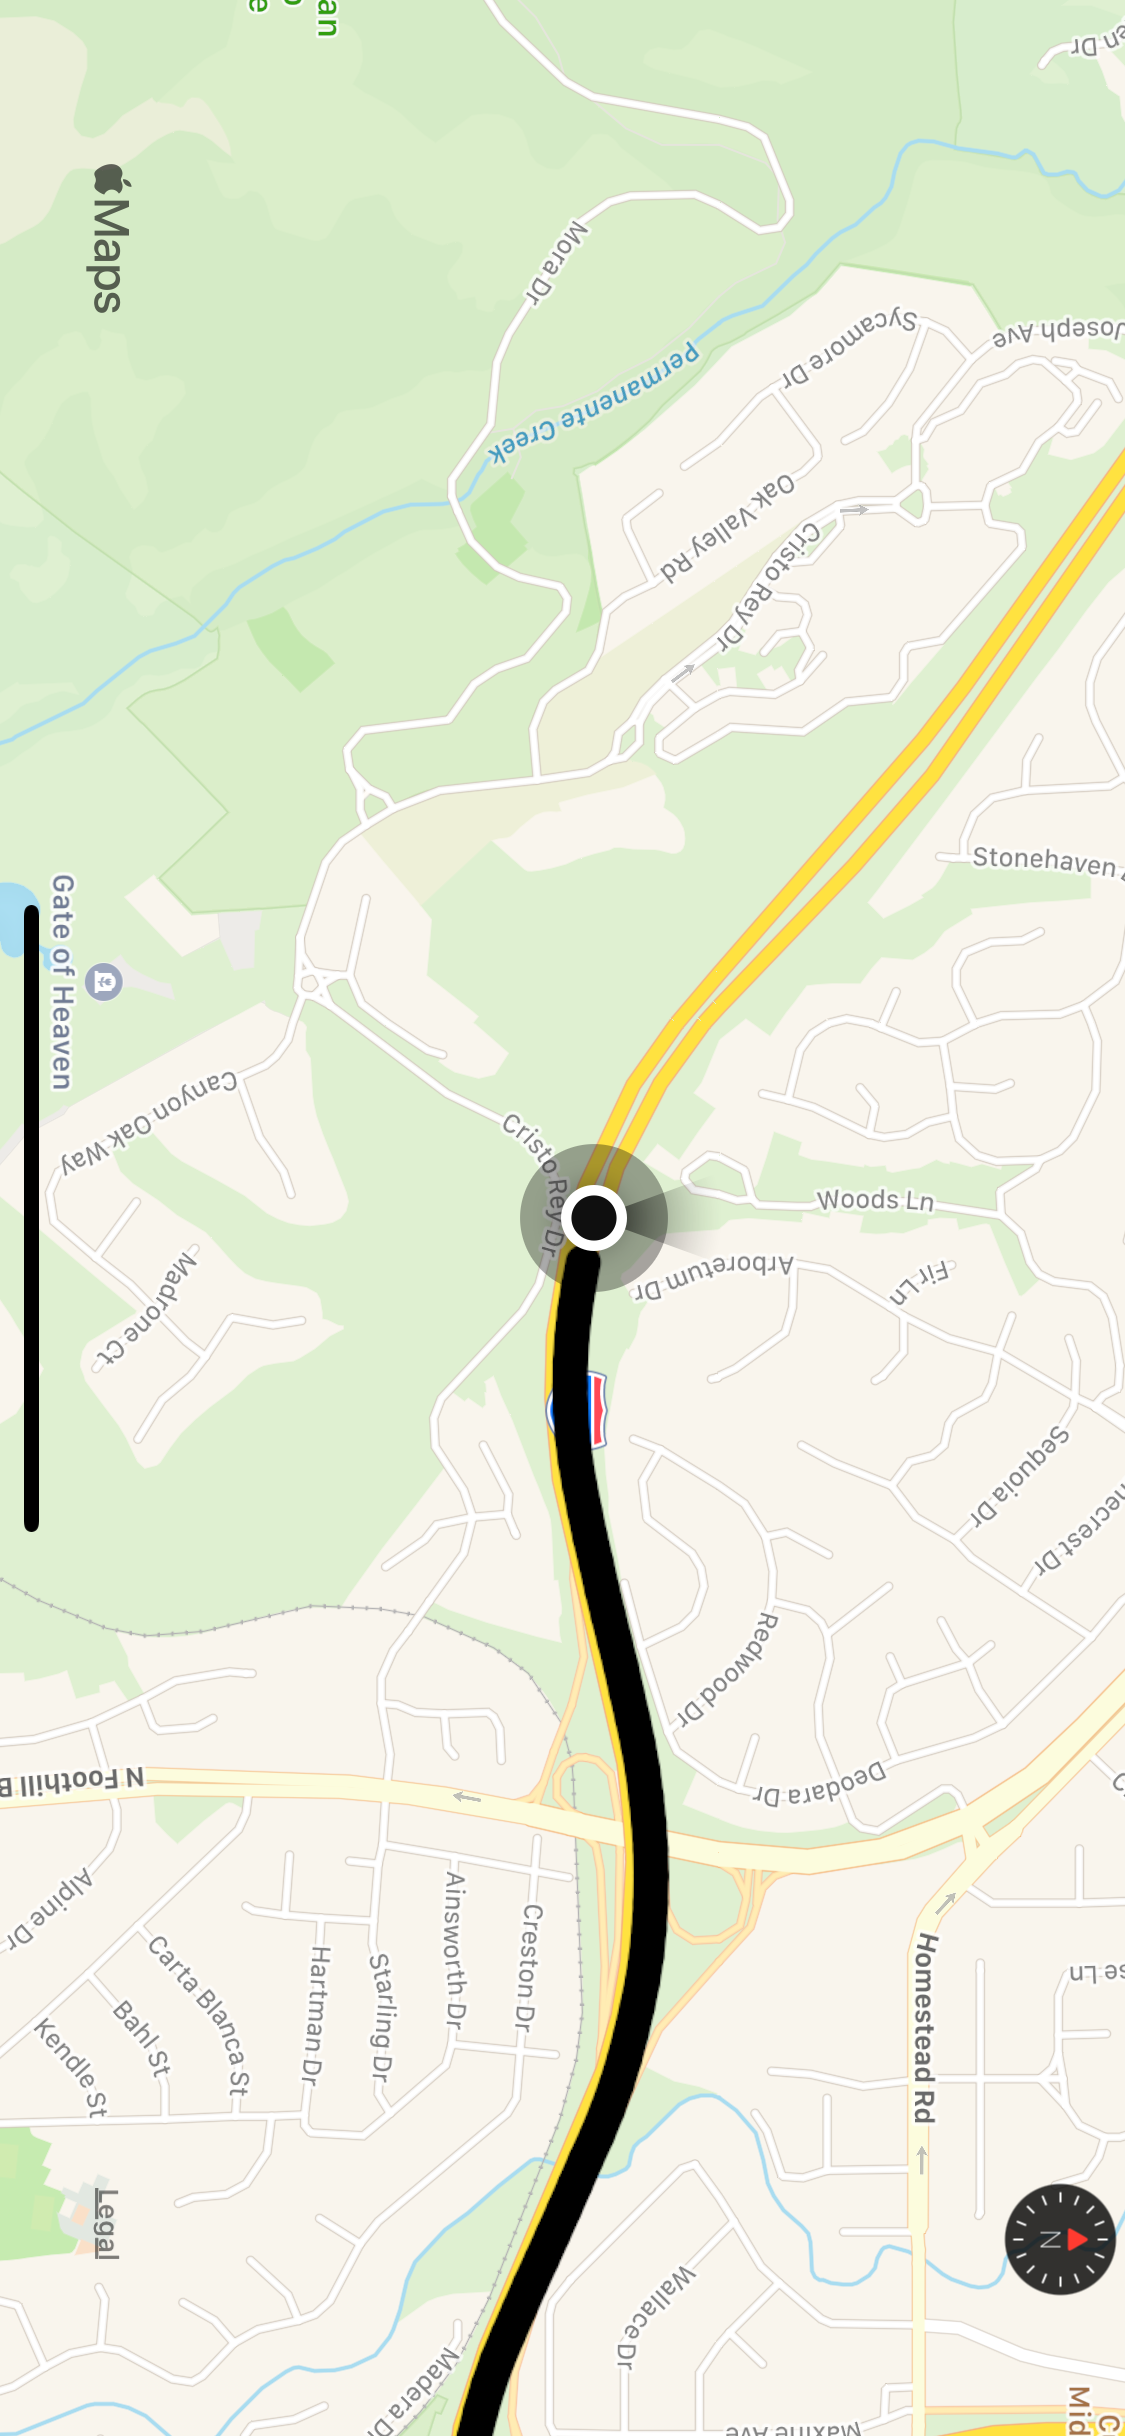 Maps
Mora Dr
Permanente Creek
Sycamore Dr
Joseph Ave
Oak Valley Rd
Cristo Rey Dr
Stonehaven
Gate of Heaven
Canyon Oak Way
Cristo Rey Dr
Woods Ln
Arboretum Dr
Fir Ln
Madrone Ct
Sequoia Dr
Redwood Dr
Deodara Dr
N Foothill B
Alpine Dr
Ainsworth Dr
Creston Dr
Homestead Rd
Carta Blanca St
Hartman Dr
Starling Dr
Bahl St
Kendle St
Legal
N
Wallace Dr
Madera D
Maxine Ave
Mid